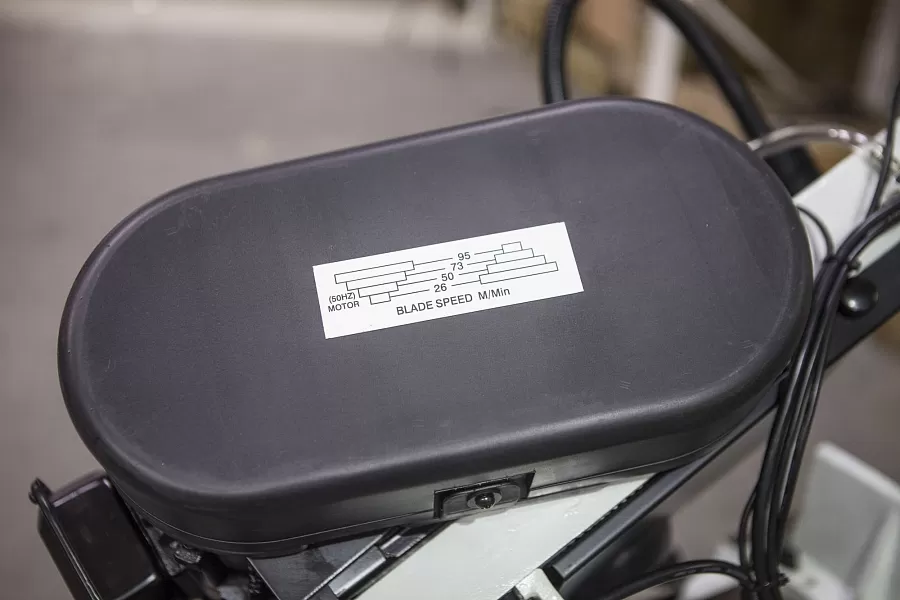 95
73
50
26
(50HZ)
MOTOR
BLADE SPEED M/Min